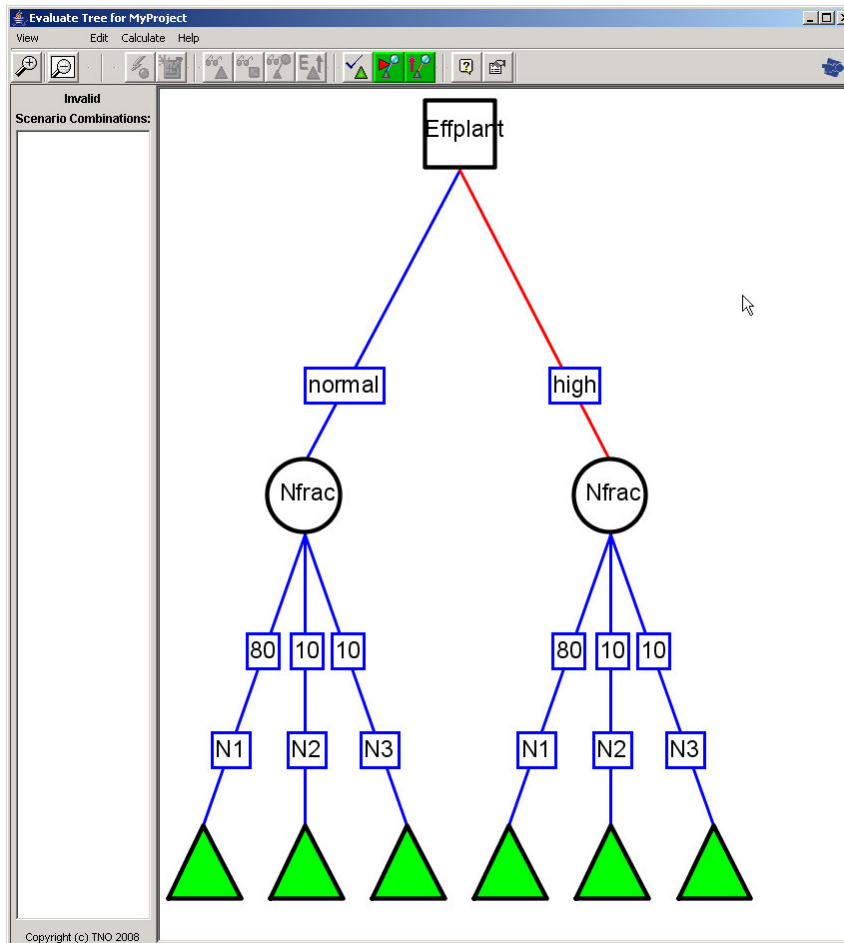 Evaluate Tree for MyProject
View Edit Calculate Help
E
Invalid
Scenario Combinations:
Effplant
normal high
Nfrac Nfrac
80 10 10 80 10 10
N1 N2 N3 N1 N2 N3
Copyright (c) TNO 2008